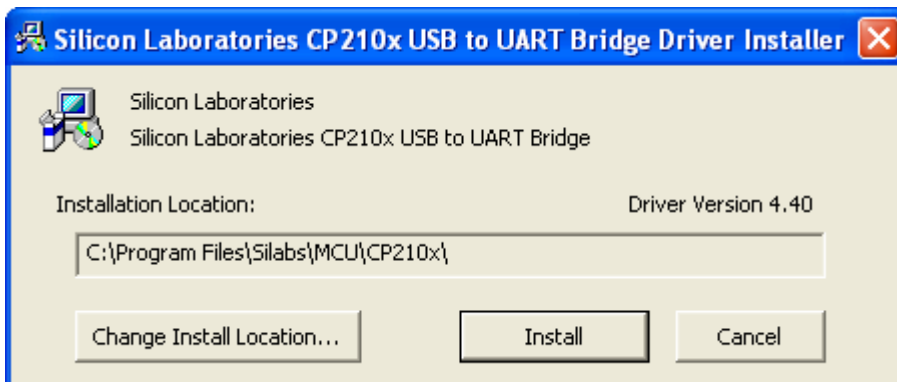 Silicon Laboratories CP210x USB to UART Bridge Driver Installer
Silicon Laboratories
Silicon Laboratories CP210x USB to UART Bridge
Installation Location: Driver Version 4.40
C:\Program Files\Silabs\MCU\CP210x\
Change Install Location... Install Cancel